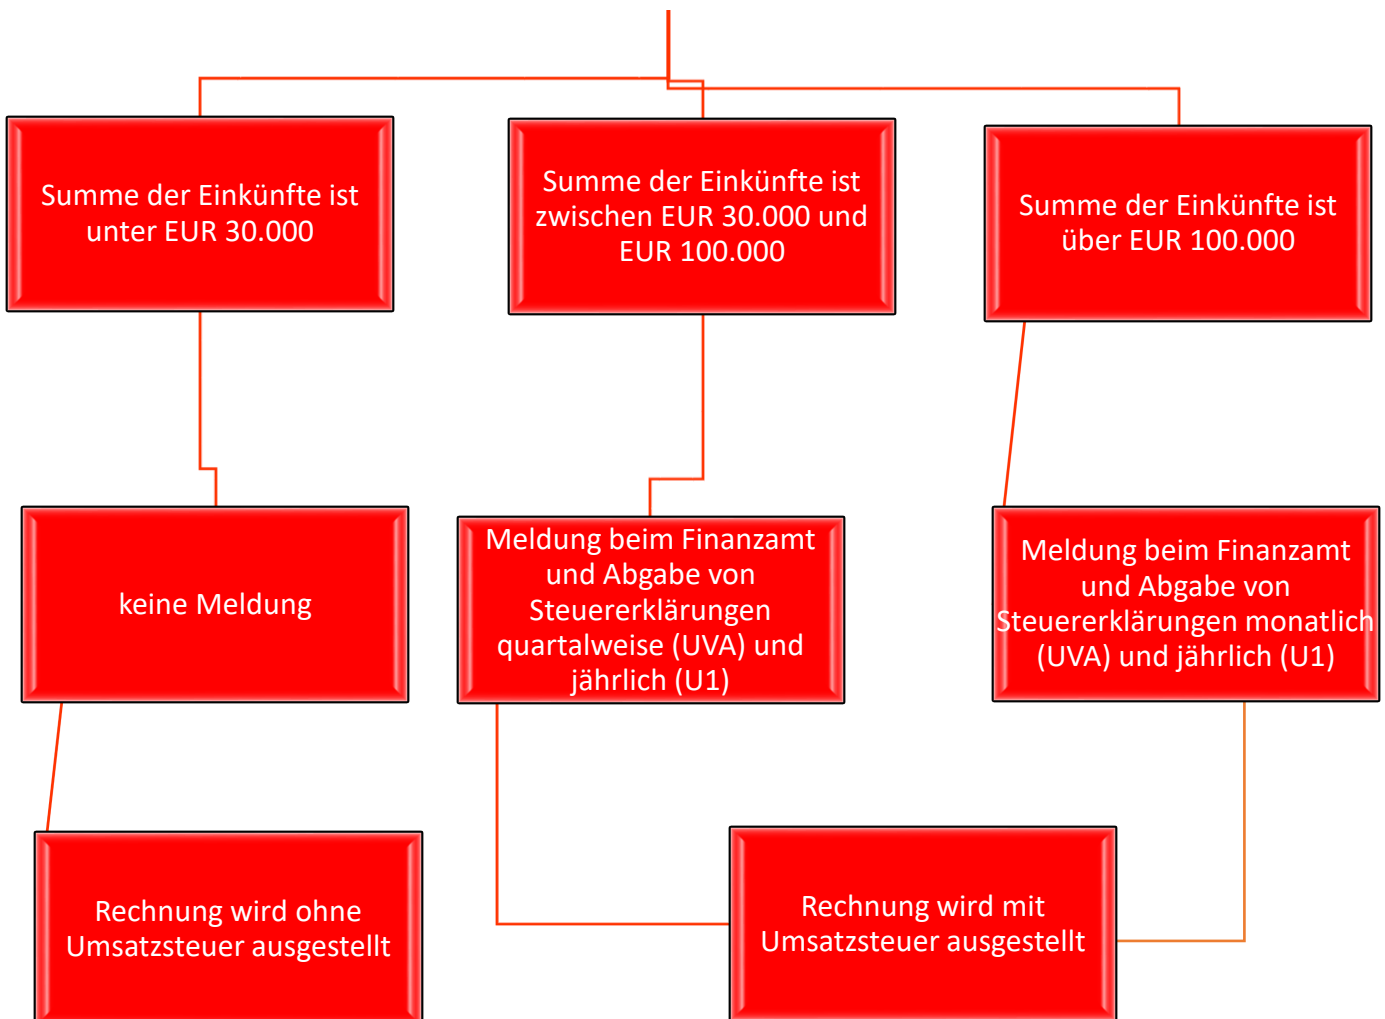 Summe der Einkünfte ist
unter EUR 30.000
Summe der Einkünfte ist
zwischen EUR 30.000 und
EUR 100.000
Summe der Einkünfte ist
über EUR 100.000
keine Meldung
Meldung beim Finanzamt
und Abgabe von
Steuererklärungen
quartalweise (UVA) und
jährlich (U1)
Meldung beim Finanzamt
und Abgabe von
Steuererklärungen monatlich
(UVA) und jährlich (U1)
Rechnung wird ohne
Umsatzsteuer ausgestellt
Rechnung wird mit
Umsatzsteuer ausgestellt